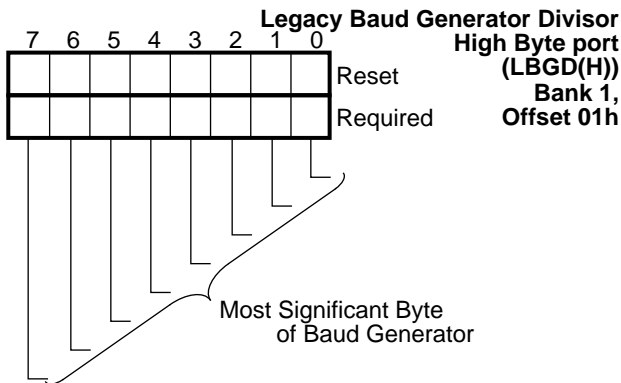 Legacy Baud Generator Divisor
High Byte port
(LBGD(H))
Bank 1,
Offset 01h
7 6 5 4 3 2 1 0
Reset
Required
Most Significant Byte
of Baud Generator